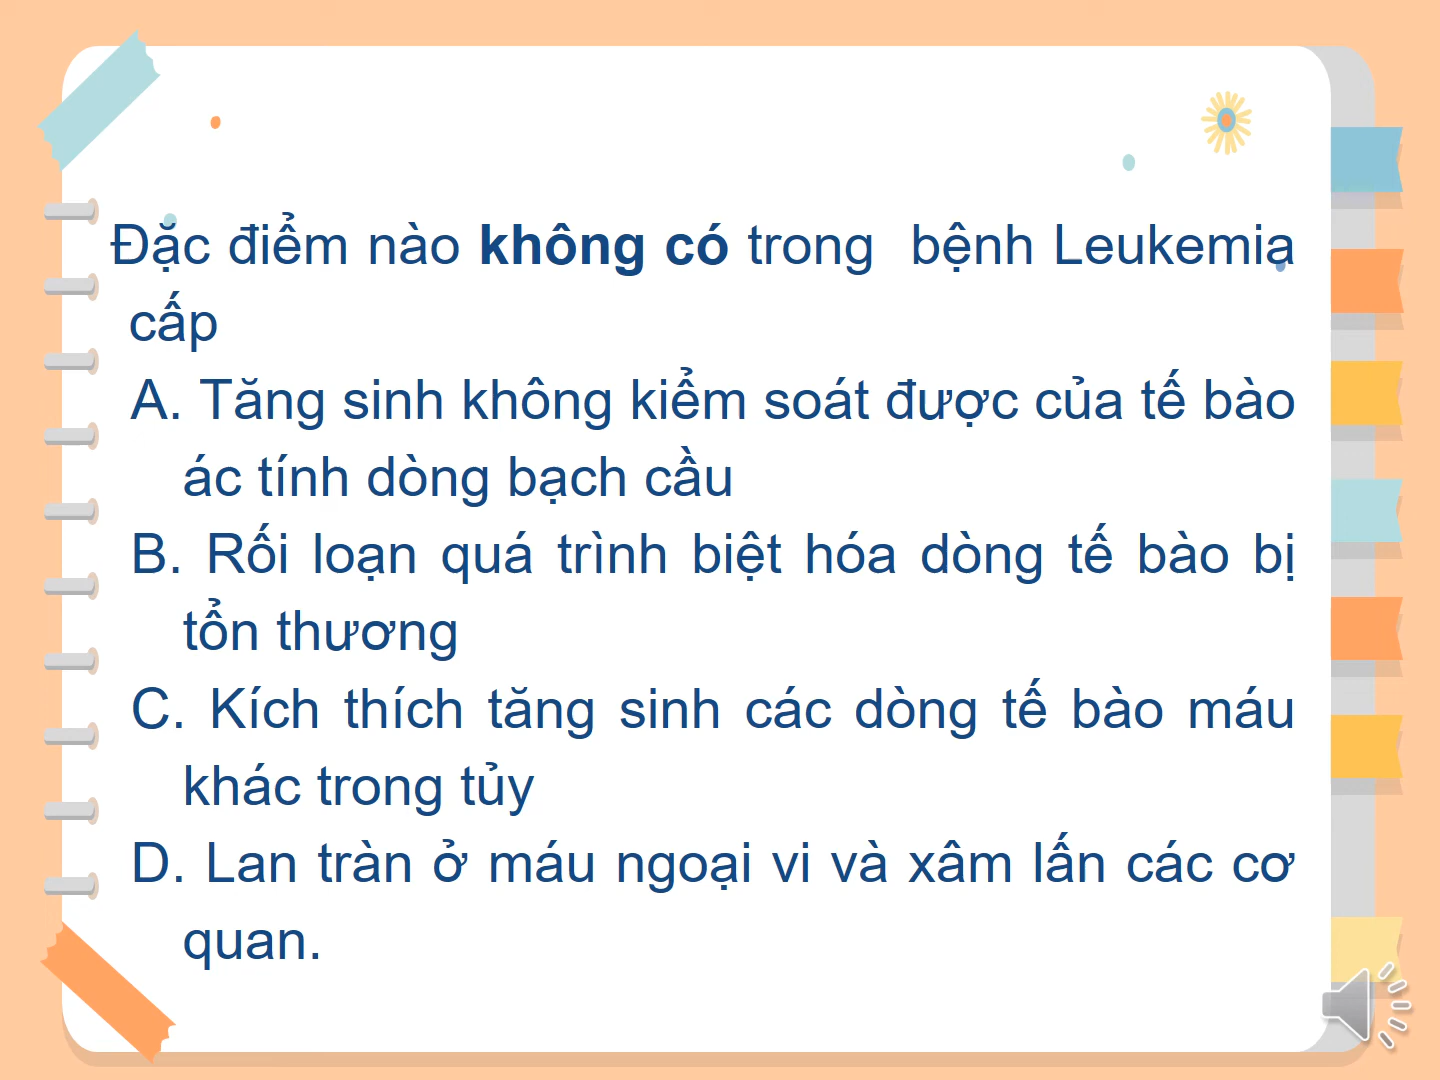 Đặc điểm nào không có trong bệnh Leukemia
cấp
A. Tăng sinh không kiểm soát được của tế bào
ác tính dòng bạch cầu
B. Rối loạn quá trình biệt hóa dòng tế bào bị
tổn thương
C. Kích thích tăng sinh các dòng tế bào máu
khác trong tủy
D. Lan tràn ở máu ngoại vi và xâm lấn các cơ
quan.